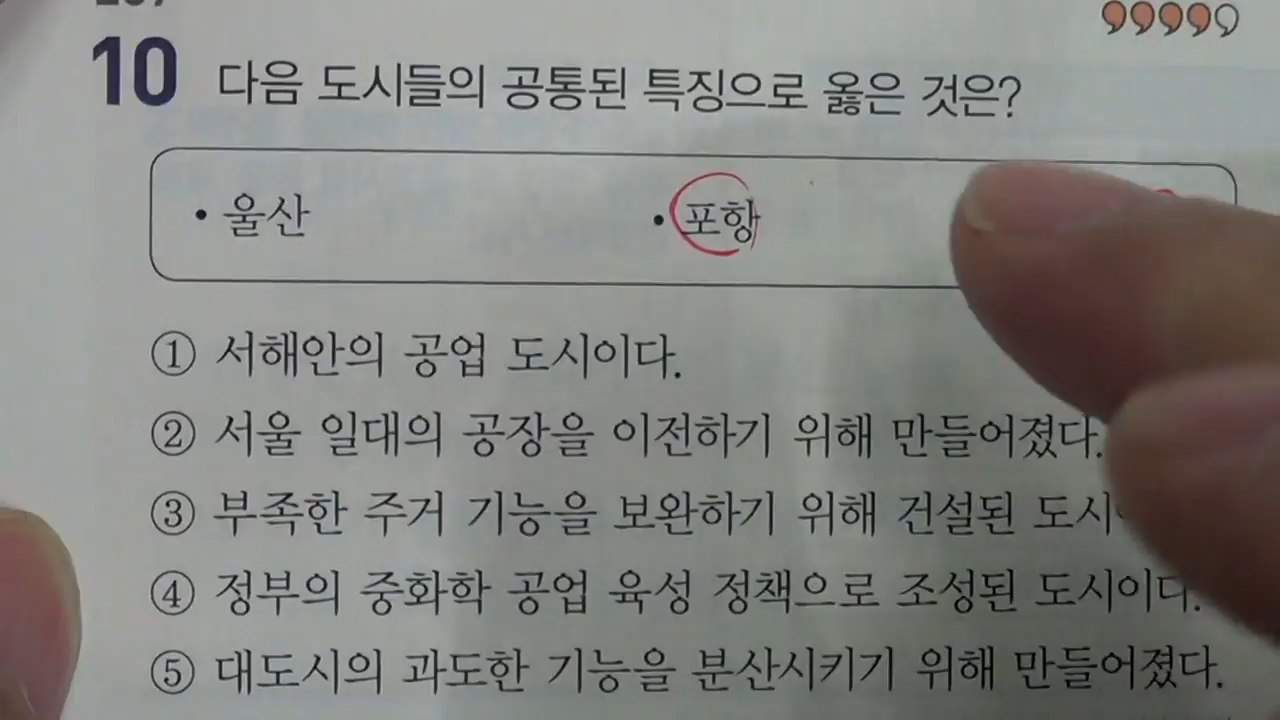 10 다음 도시들의 공통된 특징으로 옳은 것은?
• 울산 • 포항
① 서해안의 공업 도시이다.
② 서울 일대의 공장을 이전하기 위해 만들어졌다.
③ 부족한 주거 기능을 보완하기 위해 건설된
④ 정부의 중화학 공업 육성 정책으로 조성된 도시이다.
⑤ 대도시의 과도한 기능을 분산시키기 위해 만들어졌다.